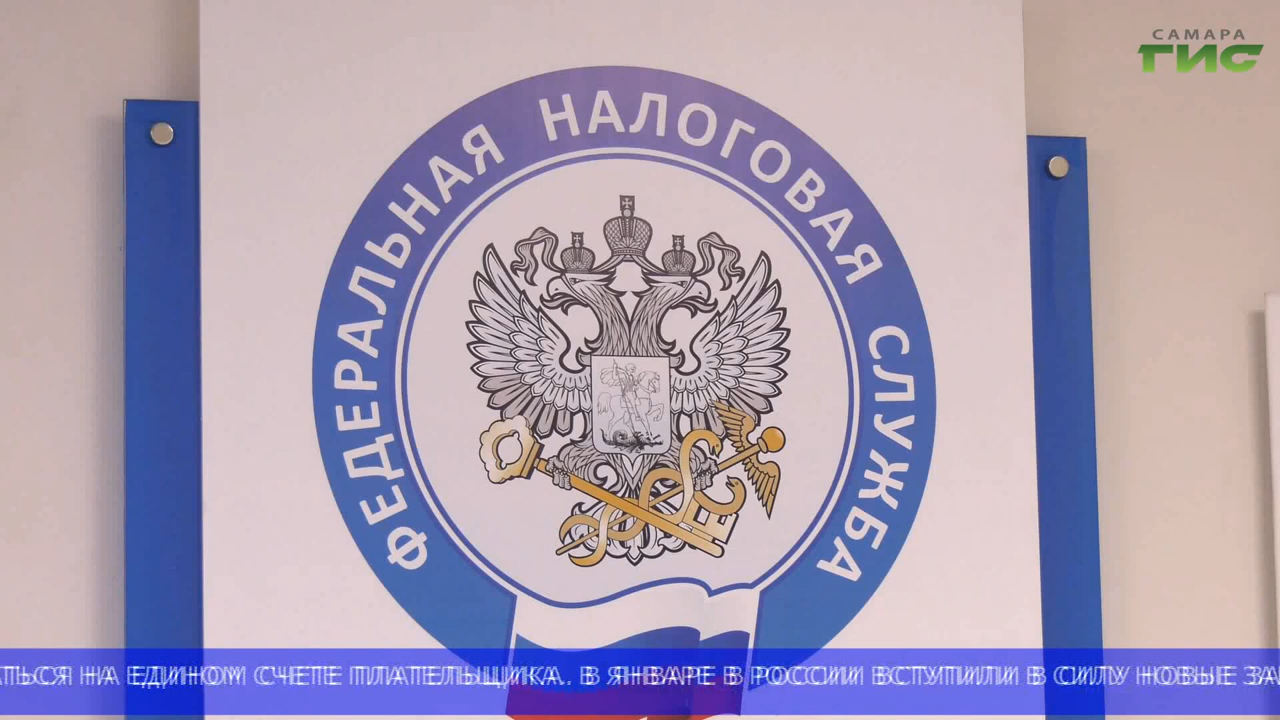 САМАРА
ГИС
ФЕДЕРАЛЬНАЯ НАЛОГОВАЯ СЛУЖБА
НА ЕДИНОМ СЧЕТЕ ПЛАТЕЛЬЩИКА. В ЯНВАРЕ В РОССИИ ВСТУПИЛИ В СИЛУ НОВЫЕ